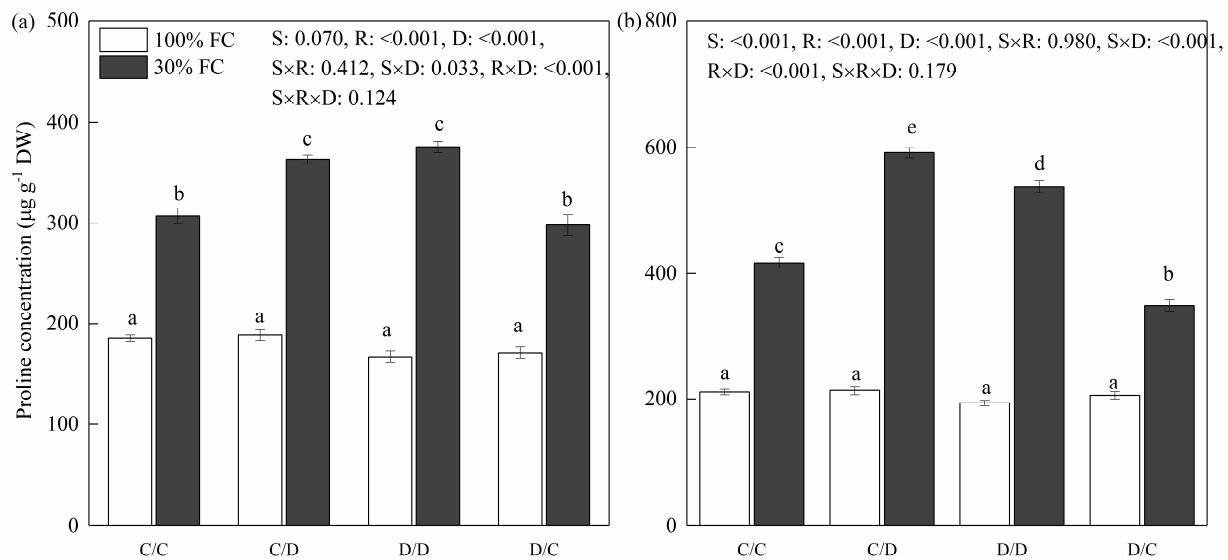 (a)
500
400
300
200
100
0
Proline concentration (µg g⁻¹ DW)
100% FC
30% FC
S: 0.070, R: <0.001, D: <0.001,
S×R: 0.412, S×D: 0.033, R×D: <0.001,
S×R×D: 0.124
a
b
a
c
a
c
a
b
C/C
C/D
D/D
D/C
(b)
800
600
400
200
0
S: <0.001, R: <0.001, D: <0.001, S×R: 0.980, S×D: <0.001,
R×D: <0.001, S×R×D: 0.179
a
c
a
e
a
d
a
b
C/C
C/D
D/D
D/C